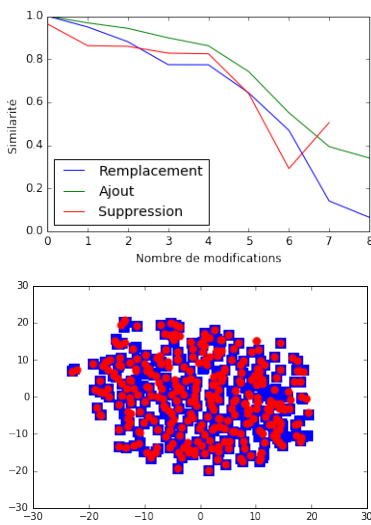 1.0
0.8
0.6
0.4
0.2
0.0
Similarité
Remplacement
Ajout
Suppression
0 1 2 3 4 5 6 7 8
Nombre de modifications
30
20
10
0
−10
−20
−30
−30 −20 −10 0 10 20 30